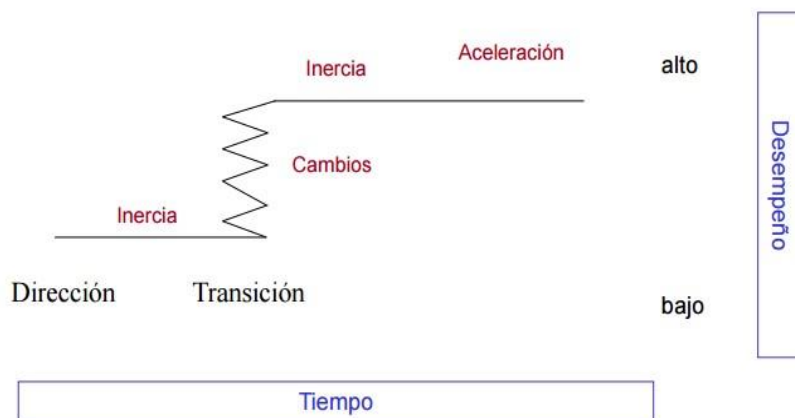 Aceleración
Inercia
alto
Cambios
Desempeño
Inercia
Dirección
Transición
bajo
Tiempo